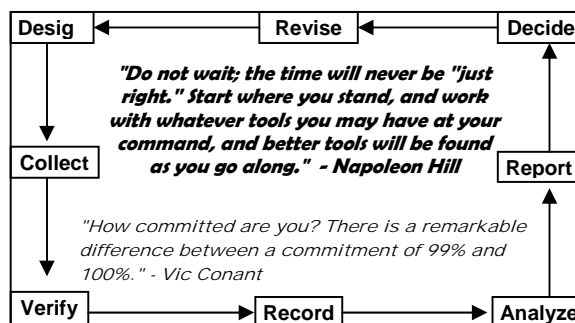 Desig
Revise
Decide
"Do not wait; the time will never be "just
right." Start where you stand, and work
with whatever tools you may have at your
command, and better tools will be found
as you go along." - Napoleon Hill
Collect
Report
"How committed are you? There is a remarkable
difference between a commitment of 99% and
100%." - Vic Conant
Verify
Record
Analyze